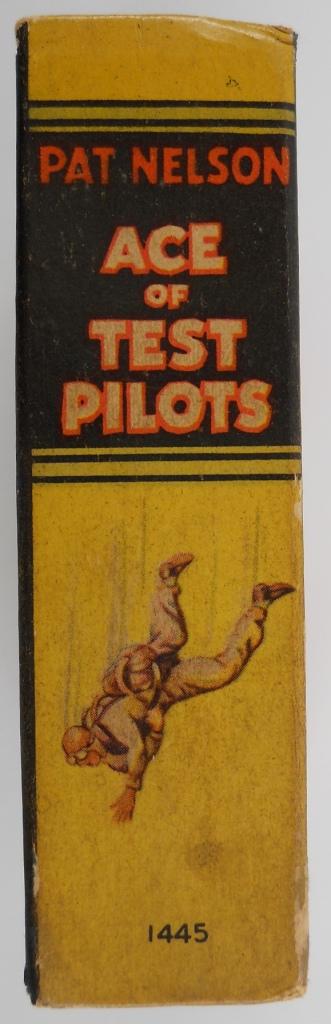 PAT NELSON
ACE
OF
TEST
PILOTS
1445